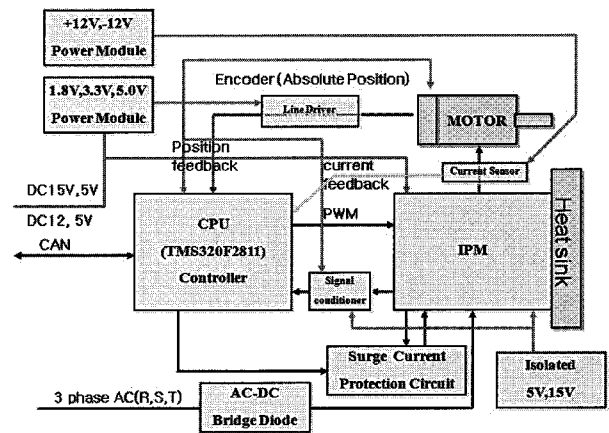 +12V,-12V
Power Module
1.8V,3.3V,5.0V
Power Module
Encoder (Absolute Position)
Line Driver
MOTOR
Position
feedback
current
feedback
Current Sensor
DC15V,5V
DC12, 5V
CAN
CPU
(TMS320F2811)
Controller
PWM
IPM
Heat sink
Signal
conditioner
Surge Current
Protection Circuit
Isolated
5V,15V
3 phase AC(R,S,T)
AC-DC
Bridge Diode